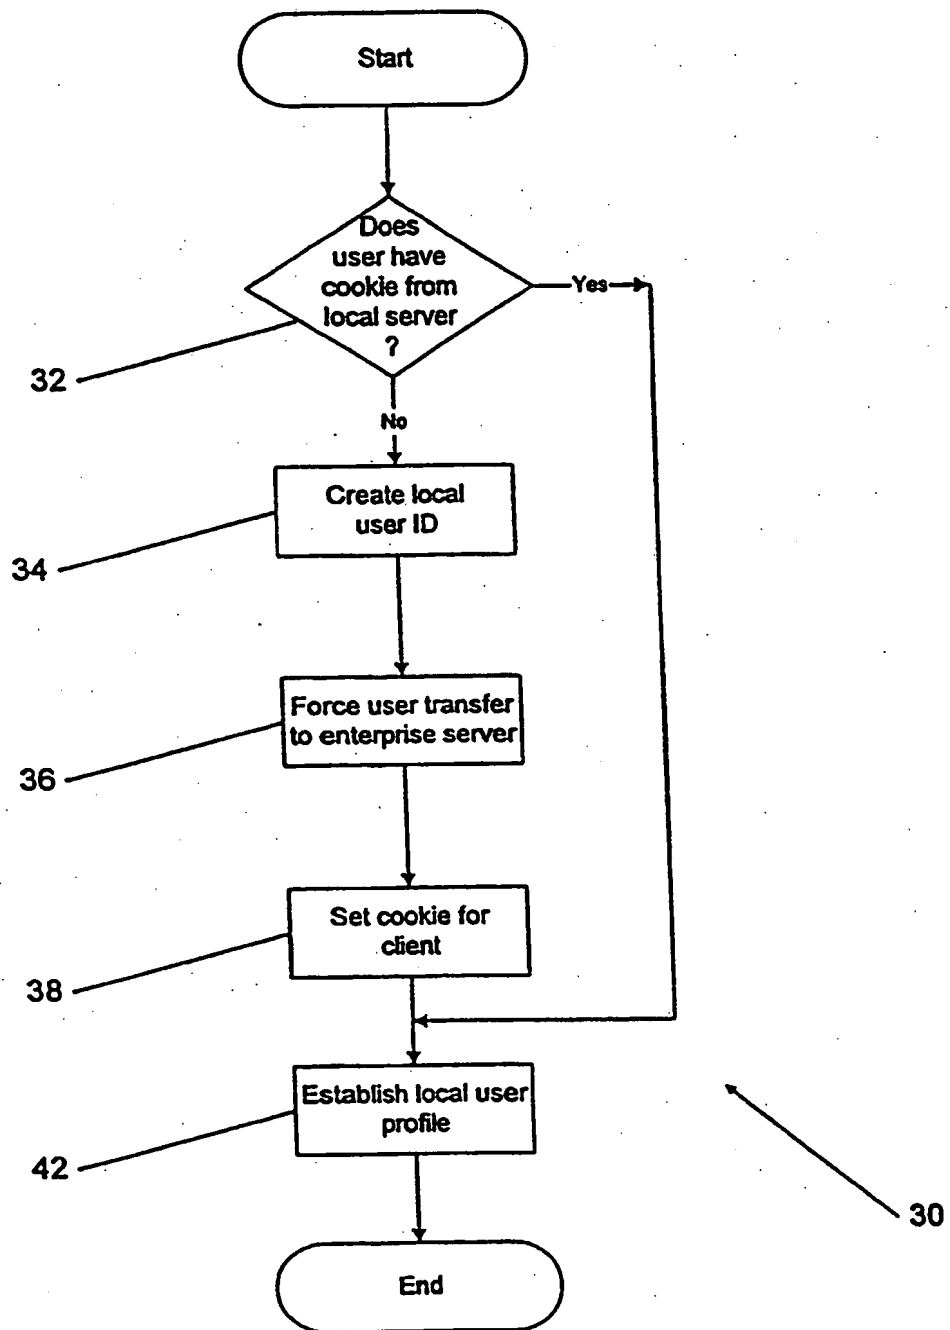 Start
Does
user have
cookie from
local server
?
Yes
32
No
Create local
user ID
34
Force user transfer
to enterprise server
36
Set cookie for
client
38
Establish local user
profile
42
30
End